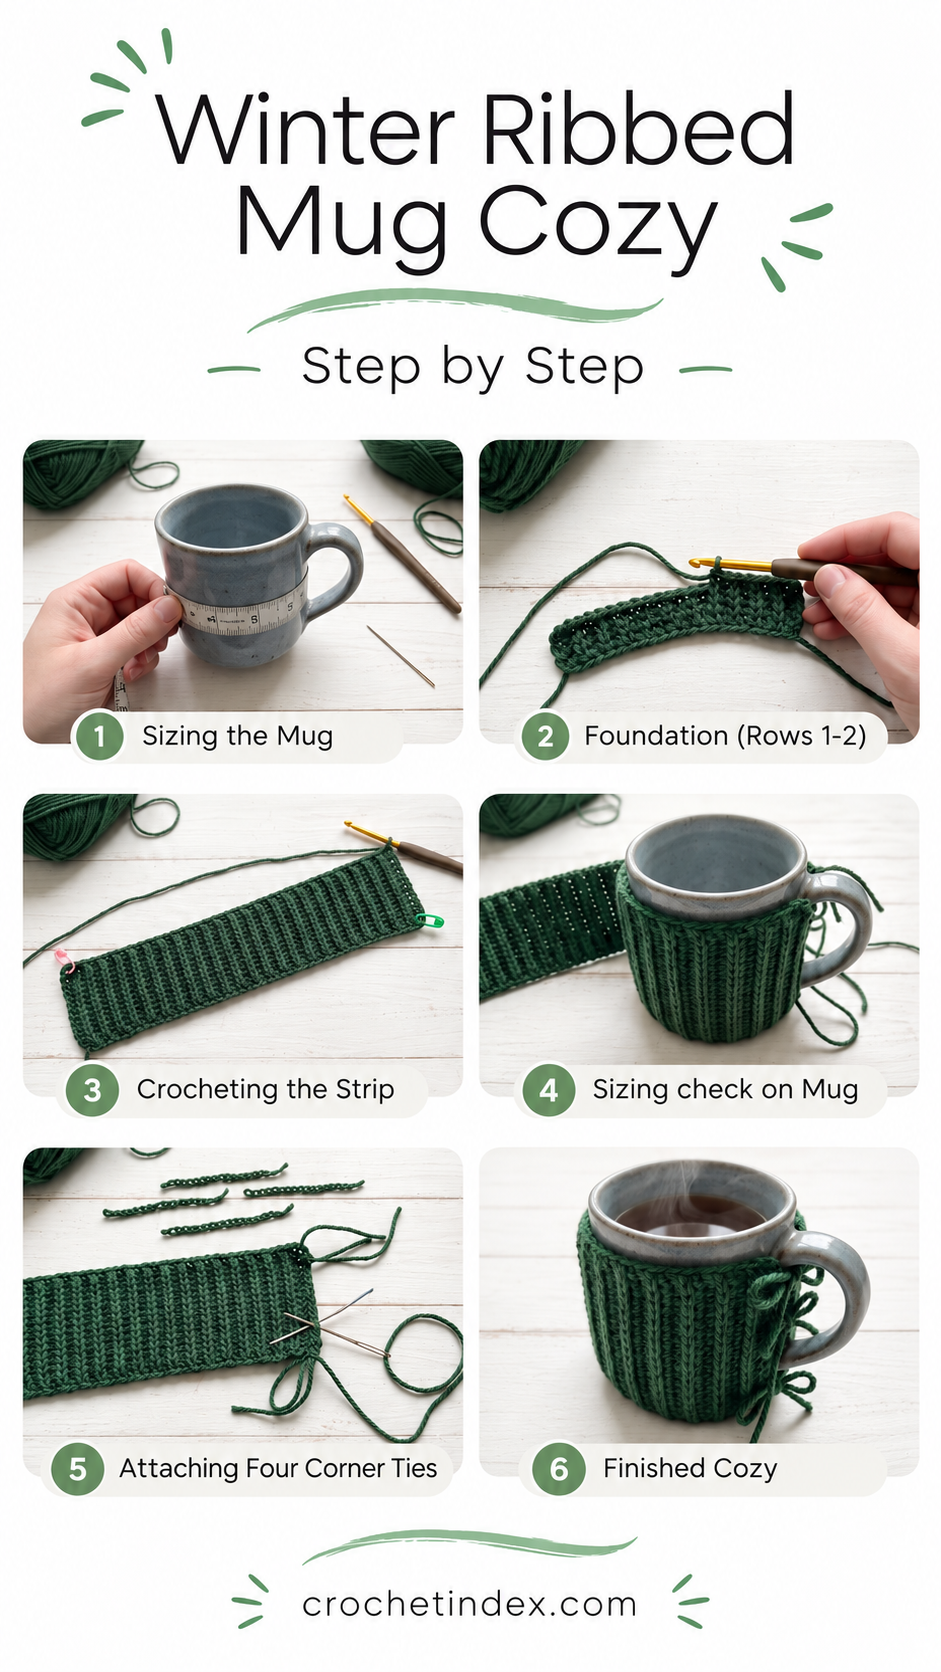 Winter Ribbed
Mug Cozy
Step by Step
1 Sizing the Mug
2 Foundation (Rows 1-2)
3 Crocheting the Strip
4 Sizing check on Mug
5 Attaching Four Corner Ties
6 Finished Cozy
crochetindex.com